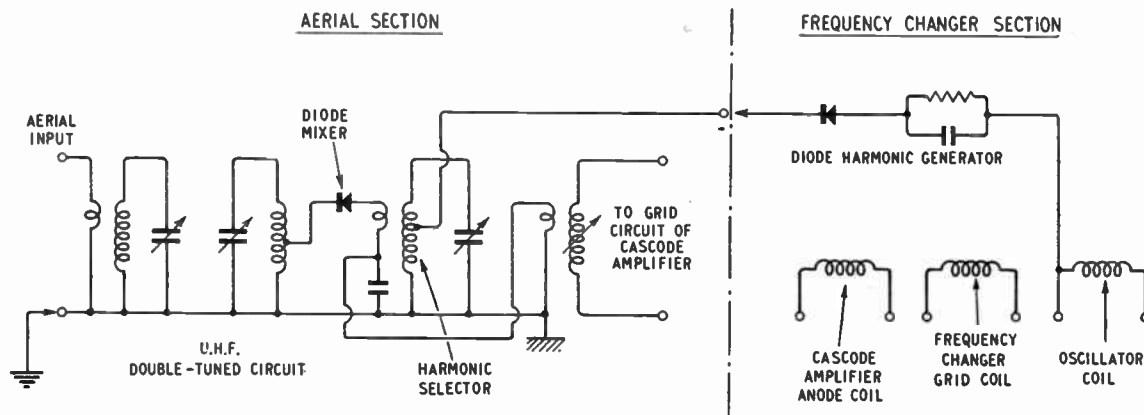 AERIAL SECTION
FREQUENCY CHANGER SECTION
AERIAL
INPUT
DIODE
MIXER
DIODE HARMONIC GENERATOR
TO GRID
CIRCUIT OF
CASCODE
AMPLIFIER
U.H.F.
DOUBLE-TUNED CIRCUIT
HARMONIC
SELECTOR
CASCODE
AMPLIFIER
ANODE COIL
FREQUENCY
CHANGER
GRID COIL
OSCILLATOR
COIL